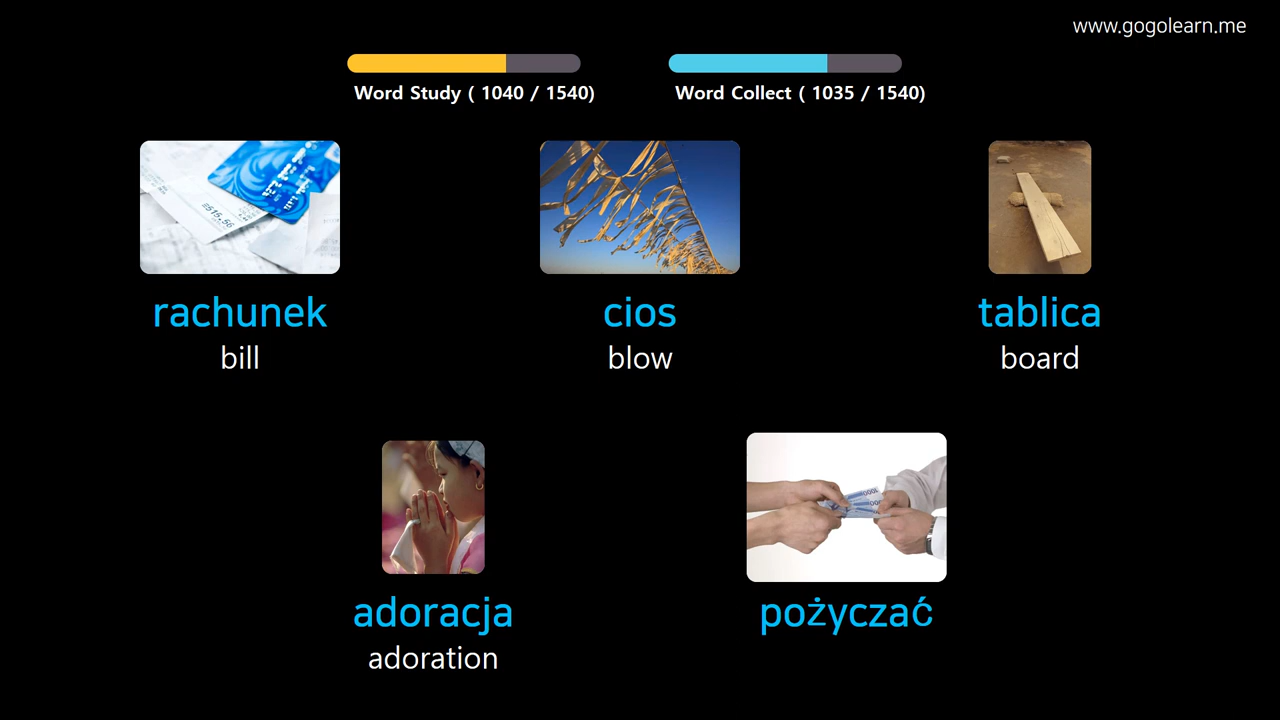 www.gogolearn.me
Word Study ( 1040 / 1540)
Word Collect ( 1035 / 1540)
rachunek
bill
cios
blow
tablica
board
adoracja
adoration
pożyczać